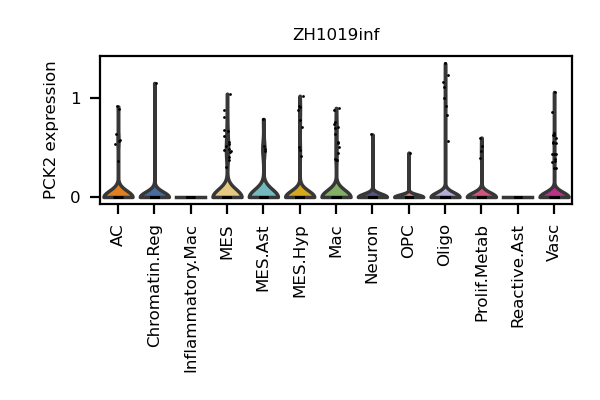 ZH1019inf
PCK2 expression
1
0
AC
Chromatin.Reg
Inflammatory.Mac
MES
MES.Ast
MES.Hyp
Mac
Neuron
OPC
Oligo
Prolif.Metab
Reactive.Ast
Vasc